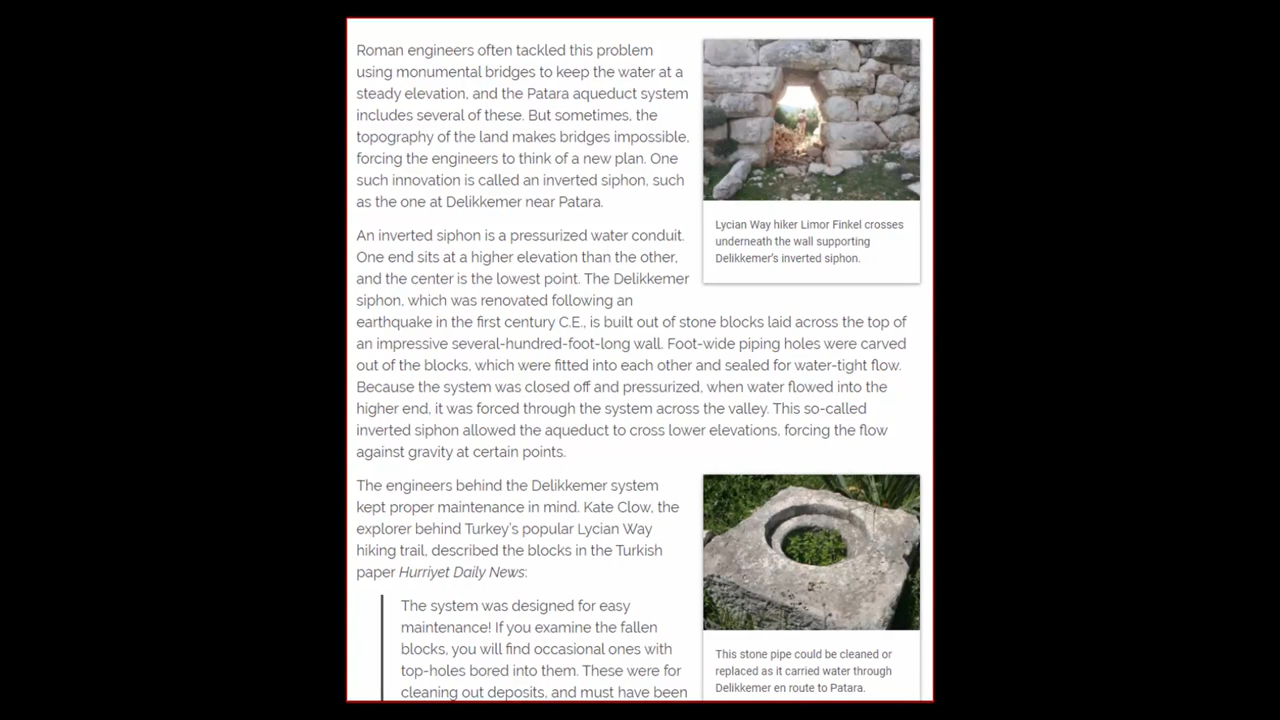 Roman engineers often tackled this problem
using monumental bridges to keep the water at a
steady elevation, and the Patara aqueduct system
includes several of these. But sometimes, the
topography of the land makes bridges impossible,
forcing the engineers to think of a new plan. One
such innovation is called an inverted siphon, such
as the one at Delikkemer near Patara.
Lycian Way hiker Limor Finkel crosses
underneath the wall supporting
Delikkemer's inverted siphon.
An inverted siphon is a pressurized water conduit.
One end sits at a higher elevation than the other,
and the center is the lowest point. The Delikkemer
siphon, which was renovated following an
earthquake in the first century C.E., is built out of stone blocks laid across the top of
an impressive several-hundred-foot-long wall. Foot-wide piping holes were carved
out of the blocks, which were fitted into each other and sealed for water-tight flow.
Because the system was closed off and pressurized, when water flowed into the
higher end, it was forced through the system across the valley. This so-called
inverted siphon allowed the aqueduct to cross lower elevations, forcing the flow
against gravity at certain points.
The engineers behind the Delikkemer system
kept proper maintenance in mind. Kate Clow, the
explorer behind Turkey's popular Lycian Way
hiking trail, described the blocks in the Turkish
paper Hurriyet Daily News:
The system was designed for easy
maintenance! If you examine the fallen
blocks, you will find occasional ones with
top-holes bored into them. These were for
cleaning out deposits, and must have been
This stone pipe could be cleaned or
replaced as it carried water through
Delikkemer en route to Patara.